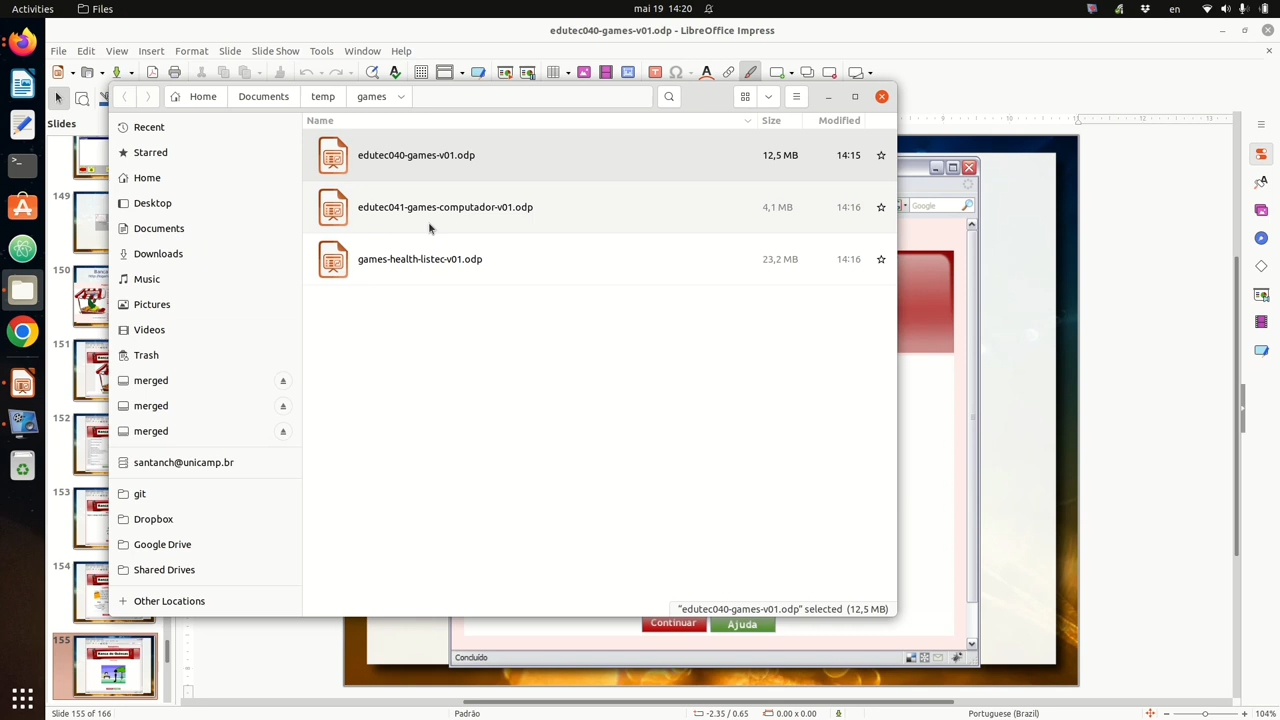 Activities Files mai 19 14:20 en
edutec040-games-v01.odp - LibreOffice Impress
File Edit View Insert Format Slide Slide Show Tools Window Help
Home Documents temp games
Slides
Name Size Modified
Recent
Starred
Home
Desktop
Documents
Downloads
Music
Pictures
Videos
Trash
merged
merged
merged
santanch@unicamp.br
git
Dropbox
Google Drive
Shared Drives
Other Locations
edutec040-games-v01.odp 12,5 MB 14:15
edutec041-games-computador-v01.odp 4,1 MB 14:16
games-health-listec-v01.odp 23,2 MB 14:16
"edutec040-games-v01.odp" selected (12,5 MB)
149
150
151
152
153
154
155
9 10 11 12 13
Google
Continuar Ajuda
Concluído
Slide 155 of 166 Padrão -2.35 / 0.65 0.00 x 0.00 Portuguese (Brazil) 104%